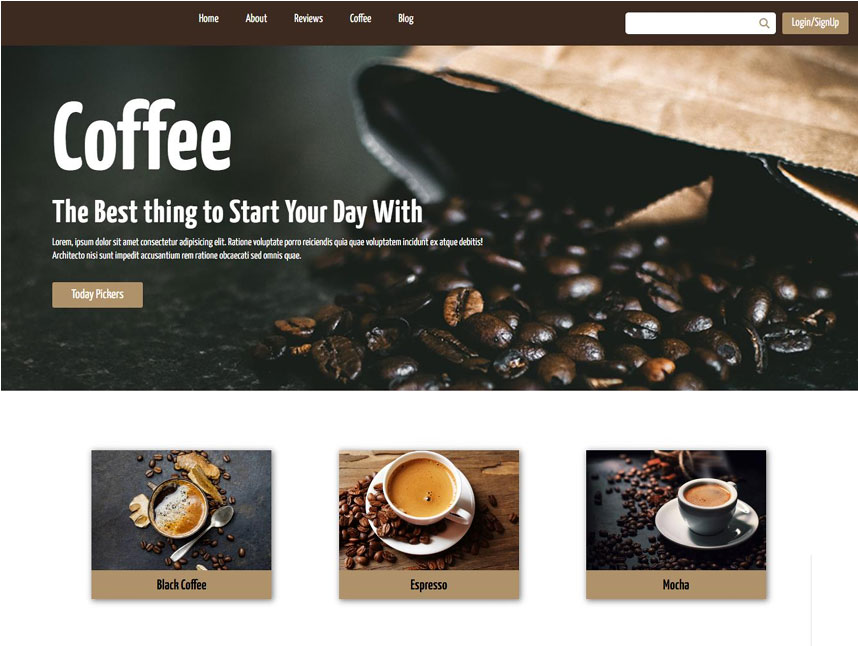 Home About Reviews Coffee Blog Login/SignUp
Coffee
The Best thing to Start Your Day With
Lorem, ipsum dolor sit amet consectetur adipisicing elit. Ratione voluptate porro reiciendis quia quae voluptatem incidunt ex atque debitis!
Architecto nisi sunt impedit accusantium rem ratione obcaecati sed omnis quae.
Today Pickers
Black Coffee Espresso Mocha